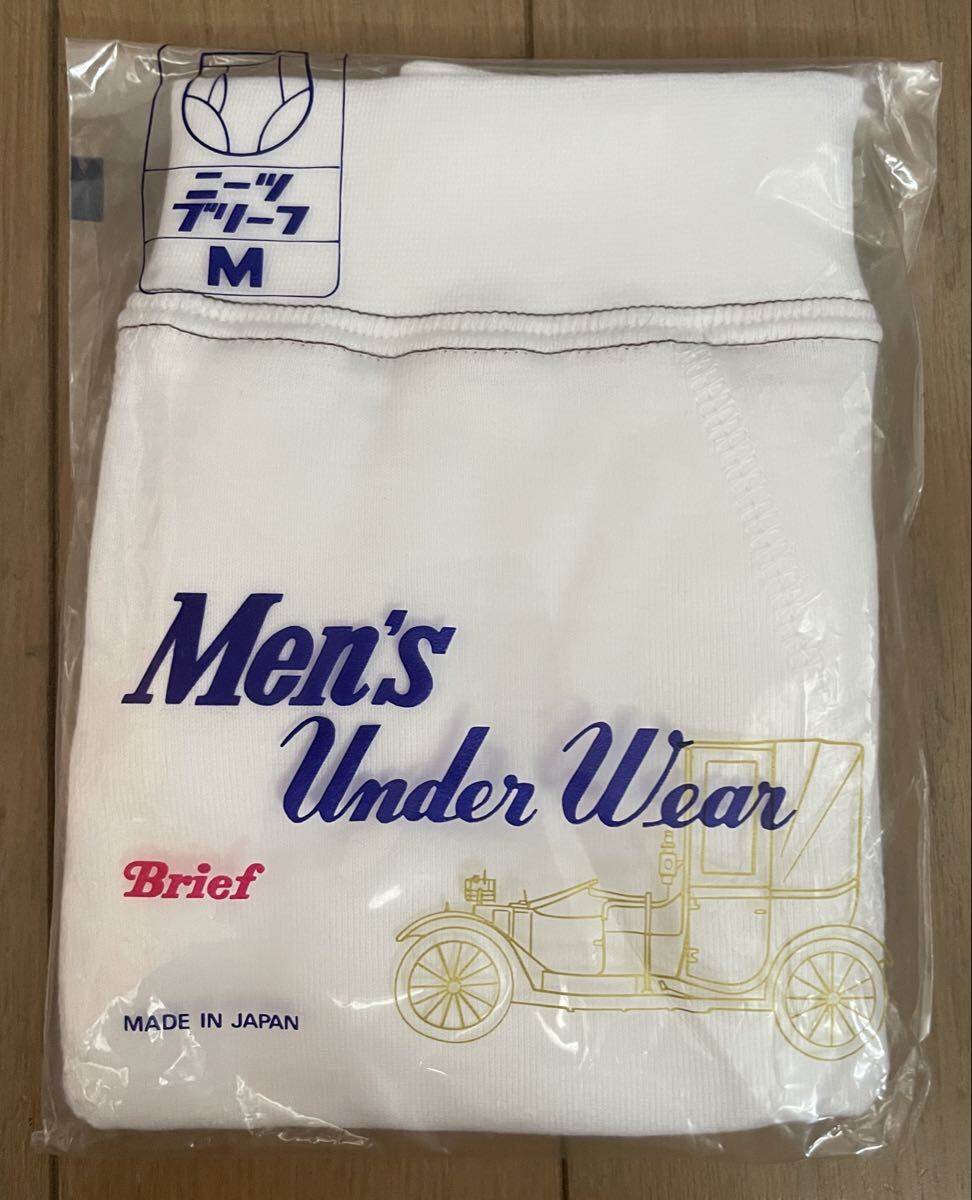 ニーツ
ブリーフ
M
Men's
Under Wear
Brief
MADE IN JAPAN